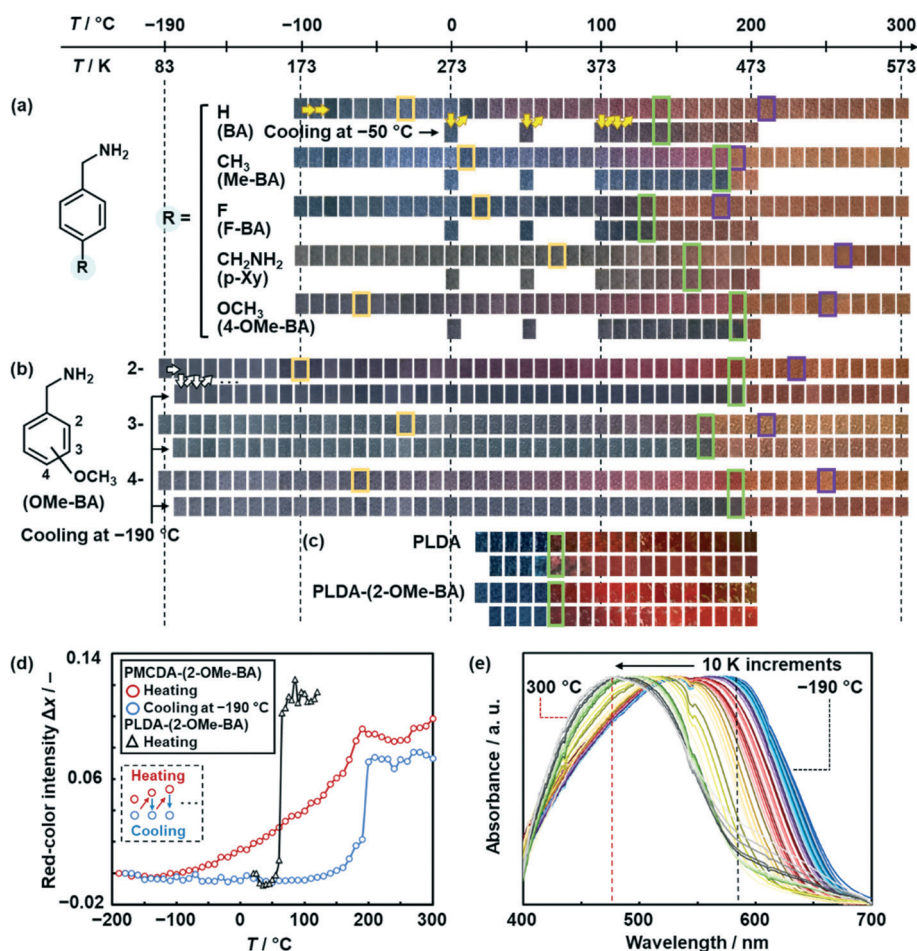 T / °C −190 0 100 300
T / K 83 173 273 373 473 573
(a)
H
(BA) Cooling at −50 °C
NH₂
CH₃
(Me-BA)
R =
F
(F-BA)
CH₂NH₂
(p-Xy)
R
OCH₃
(4-OMe-BA)
(b) 2-
NH₂ ....
2 3-
3
4 OCH₃ 4-
(OMe-BA)
Cooling at −190 °C
(c) PLDA
PLDA-(2-OMe-BA)
(d)
Red-color intensity Δx / −
0.14
0.06
−0.02
PMCDA-(2-OMe-BA)
Heating
Cooling at −190 °C
PLDA-(2-OMe-BA)
Heating
Heating
.....
Cooling
−200 −100 0 100 200 300
T / °C
(e)
Absorbance / a. u.
10 K increments
300 °C −190 °C
400 500 600 700
Wavelength / nm